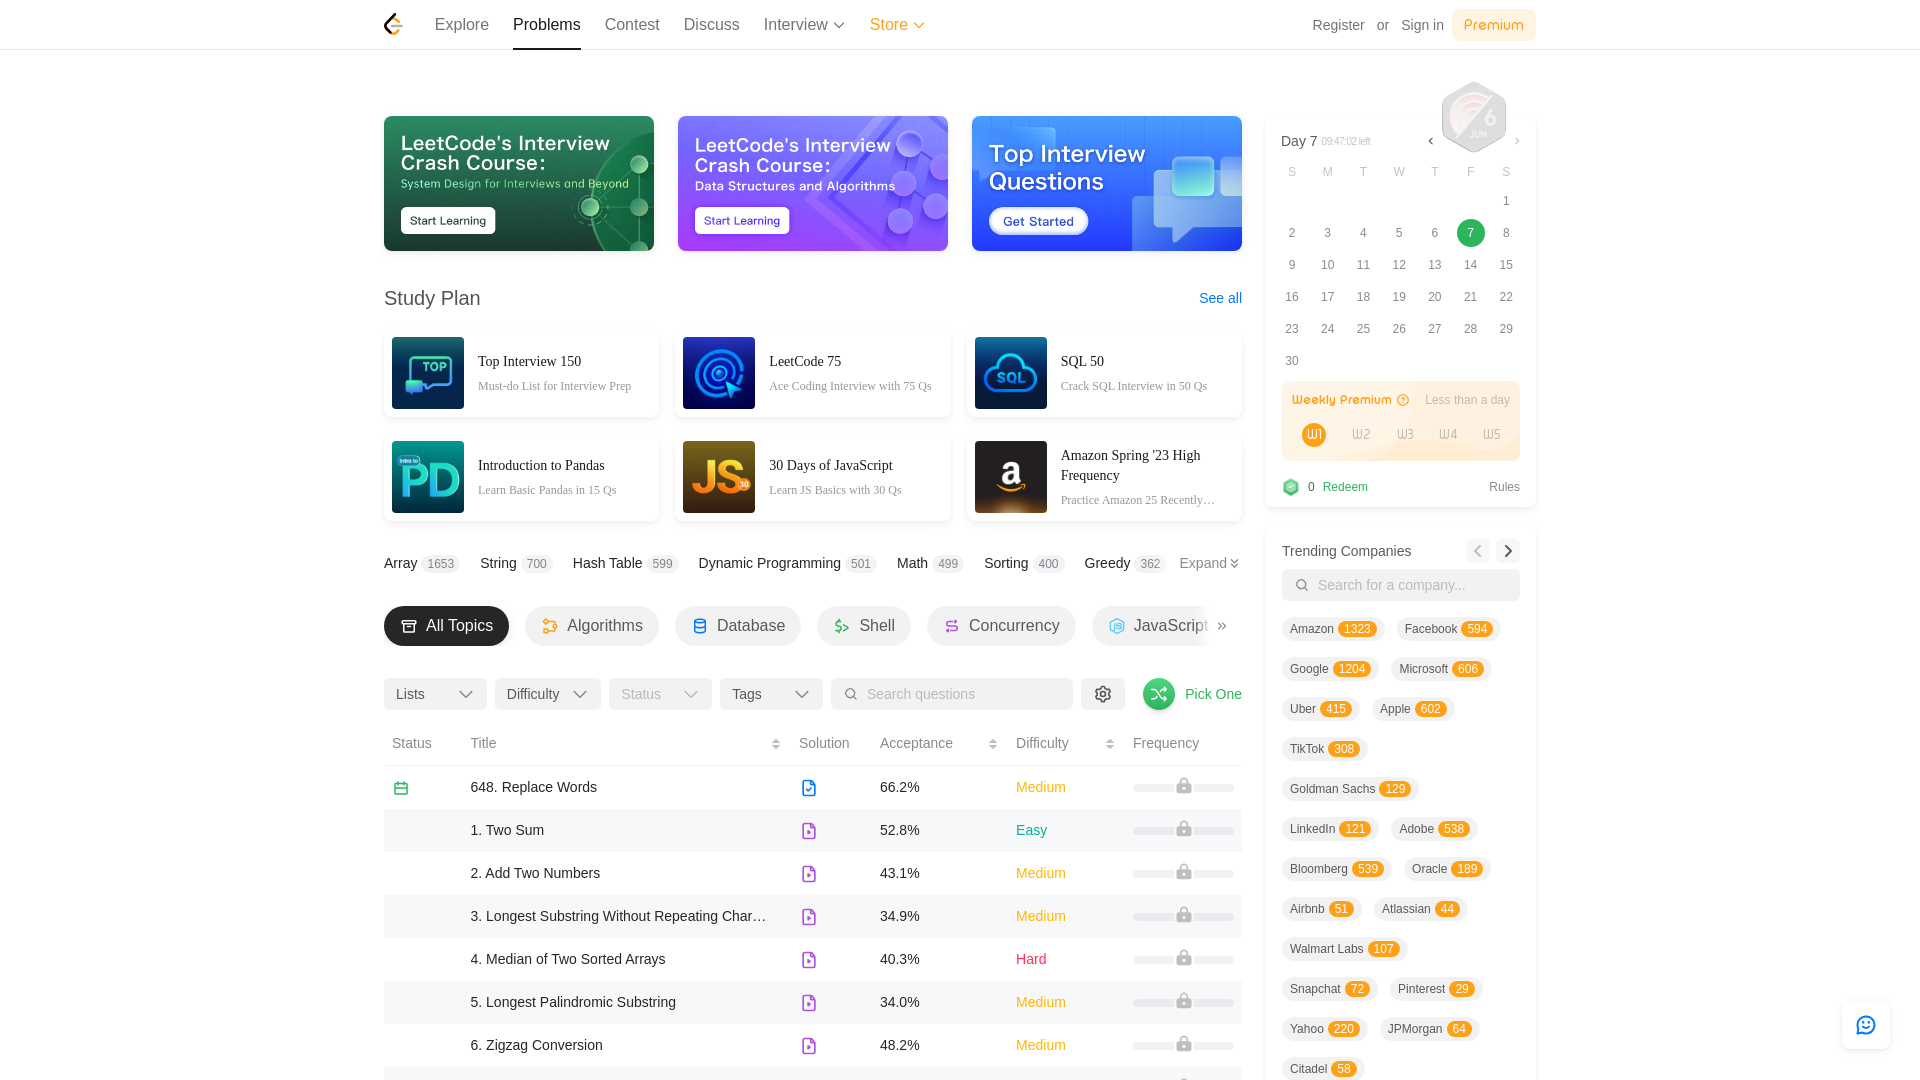 Explore
Problems
Contest
Discuss
Interview
Store
Register or Sign in
Premium
LeetCode's Interview
Crash Course:
System Design for Interviews and Beyond
Start Learning
LeetCode's Interview
Crash Course:
Data Structures and Algorithms
Start Learning
Top Interview
Questions
Get Started
Study Plan
See all
Top Interview 150
Must-do List for Interview Prep
TOP
LeetCode 75
Ace Coding Interview with 75 Qs
SQL
SQL 50
Crack SQL Interview in 50 Qs
Intro to
PD
Introduction to Pandas
Learn Basic Pandas in 15 Qs
JS
30
30 Days of JavaScript
Learn JS Basics with 30 Qs
a
Amazon Spring '23 High
Frequency
Practice Amazon 25 Recently…
Array 1653
String 700
Hash Table 599
Dynamic Programming 501
Math 499
Sorting 400
Greedy 362
Expand
All Topics
Algorithms
Database
Shell
Concurrency
JavaScript
Lists
Difficulty
Status
Tags
Search questions
Pick One
Status Title Solution Acceptance Difficulty Frequency
648. Replace Words 66.2% Medium
1. Two Sum 52.8% Easy
2. Add Two Numbers 43.1% Medium
3. Longest Substring Without Repeating Char… 34.9% Medium
4. Median of Two Sorted Arrays 40.3% Hard
5. Longest Palindromic Substring 34.0% Medium
6. Zigzag Conversion 48.2% Medium
6
JUN
Day 7 09:47:02 left
S M T W T F S
1
2 3 4 5 6 7 8
9 10 11 12 13 14 15
16 17 18 19 20 21 22
23 24 25 26 27 28 29
30
Weekly Premium ? Less than a day
W1 W2 W3 W4 W5
0 Redeem Rules
Trending Companies
Search for a company...
Amazon 1323 Facebook 594
Google 1204 Microsoft 606
Uber 415 Apple 602
TikTok 308
Goldman Sachs 129
LinkedIn 121 Adobe 538
Bloomberg 539 Oracle 189
Airbnb 51 Atlassian 44
Walmart Labs 107
Snapchat 72 Pinterest 29
Yahoo 220 JPMorgan 64
Citadel 58